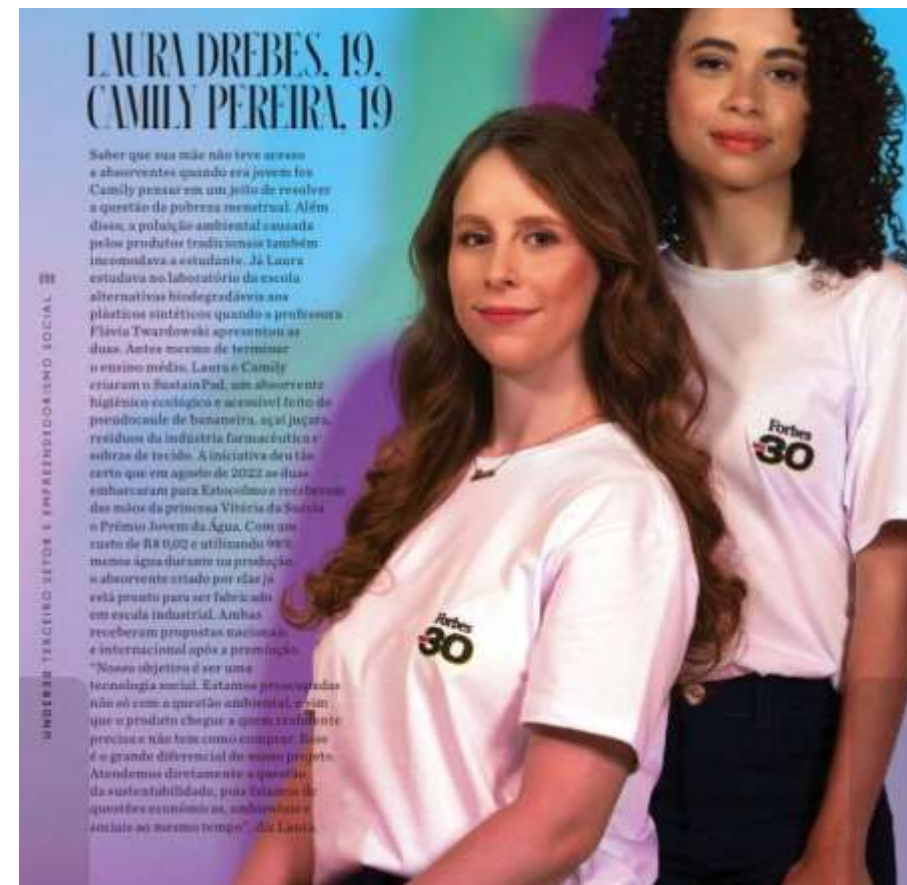 LAURA DREBES, 19,
CAMILY PEREIRA, 19
Saber que sua mãe não teve acesso
a absorventes quando era jovem fez
Camily pensar em um jeito de resolver
a questão da pobreza menstrual. Além
disso, a poluição ambiental causada
pelos produtos tradicionais também
incomodava a estudante. Já Laura
estudava no laboratório da escola
alternativas biodegradáveis aos
plásticos sintéticos quando a professora
Flávia Twardowski apresentou as
duas. Antes mesmo de terminar
o ensino médio, Laura e Camily
criaram o SustainPad, um absorvente
higiênico ecológico e acessível feito do
pseudocaule de bananeira, açaí juçara,
resíduos da indústria farmacêutica e
sobras de tecido. A iniciativa deu tão
certo que em agosto de 2022 as duas
embarcaram para Estocolmo e receberam
das mãos da princesa Vitória da Suécia
o Prêmio Jovem da Água. Com um
custo de R$ 0,02 e utilizando 98%
menos água durante na produção,
o absorvente criado por elas já
está pronto para ser fabricado
em escala industrial. Ambas
receberam propostas nacionais
e internacional após a premiação.
"Nosso objetivo é ser uma
tecnologia social. Estamos preocupadas
não só com a questão ambiental, e sim
que o produto chegue a quem realmente
precisa e não tem como comprar. Esse
é o grande diferencial do nosso projeto.
Atendemos diretamente a questão
da sustentabilidade, pois falamos de
questões econômicas, ambientais e
sociais ao mesmo tempo", diz Laura.
UNDER30 TERCEIRO SETOR E EMPREENDEDORISMO SOCIAL
Forbes
30
Forbes
30